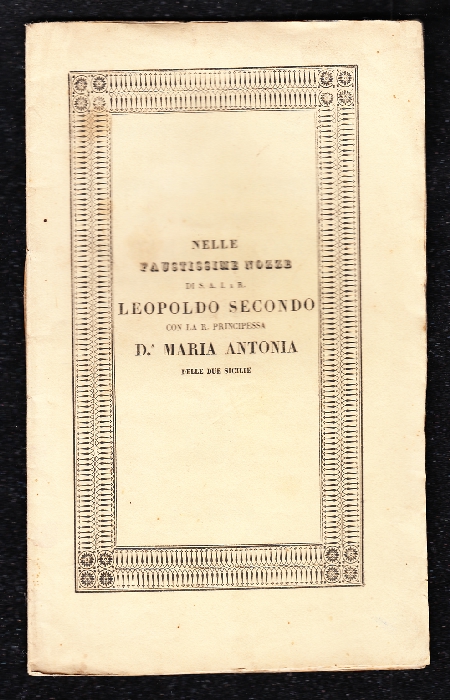 NELLE
FAUSTISSIME NOZZE
DI S. A. I. e R.
LEOPOLDO SECONDO
CON LA R. PRINCIPESSA
D.ᴬ MARIA ANTONIA
DELLE DUE SICILIE